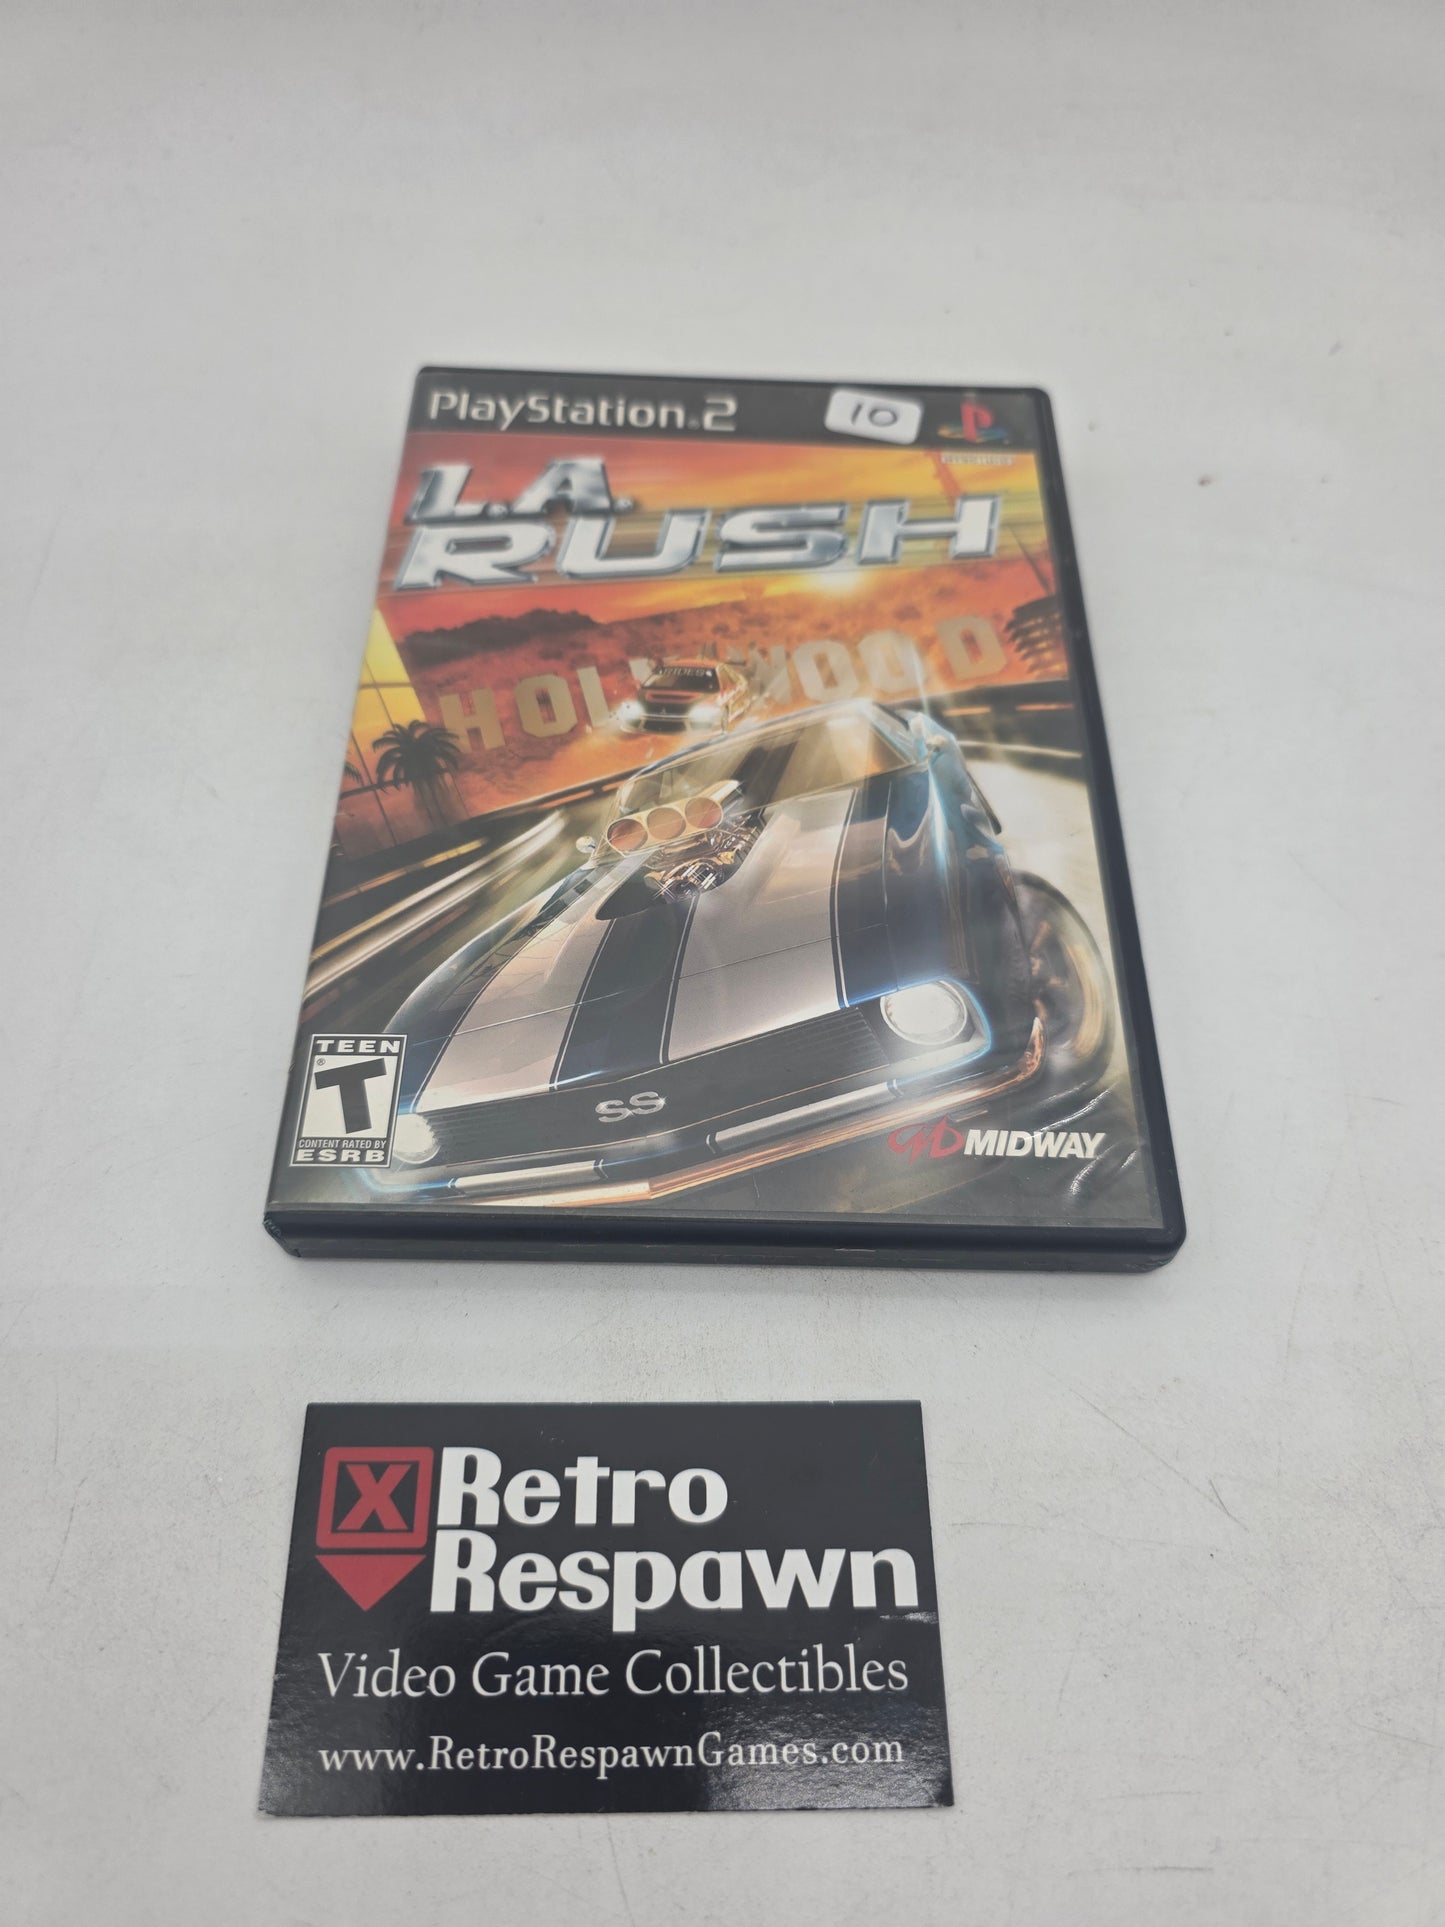 PlayStation®2
10
L.A.
RUSH
HOLLYWOOD
RIDES
SS
TEEN
T
®
CONTENT RATED BY
ESRB
MIDWAY
X Retro
Respawn
Video Game Collectibles
www.RetroRespawnGames.com